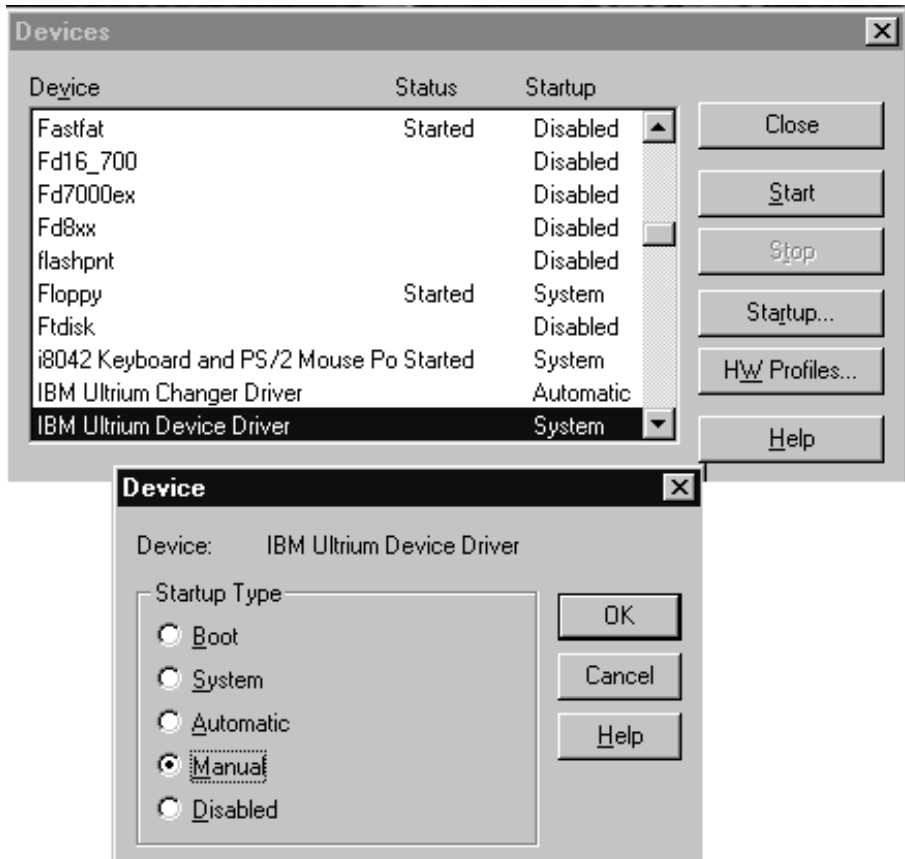 Devices
Device Status Startup
Fastfat Started Disabled
Fd16_700 Disabled
Fd7000ex Disabled
Fd8xx Disabled
flashpnt Disabled
Floppy Started System
Ftdisk Disabled
i8042 Keyboard and PS/2 Mouse Po Started System
IBM Ultrium Changer Driver Automatic
IBM Ultrium Device Driver System
Close
Start
Stop
Startup...
HW Profiles...
Help
Device
Device: IBM Ultrium Device Driver
Startup Type
Boot
System
Automatic
Manual
Disabled
OK
Cancel
Help